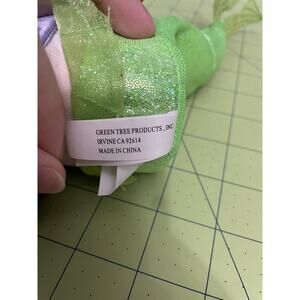 GREEN TREE PRODUCTS., INC
IRVINE CA 92614
MADE IN CHINA